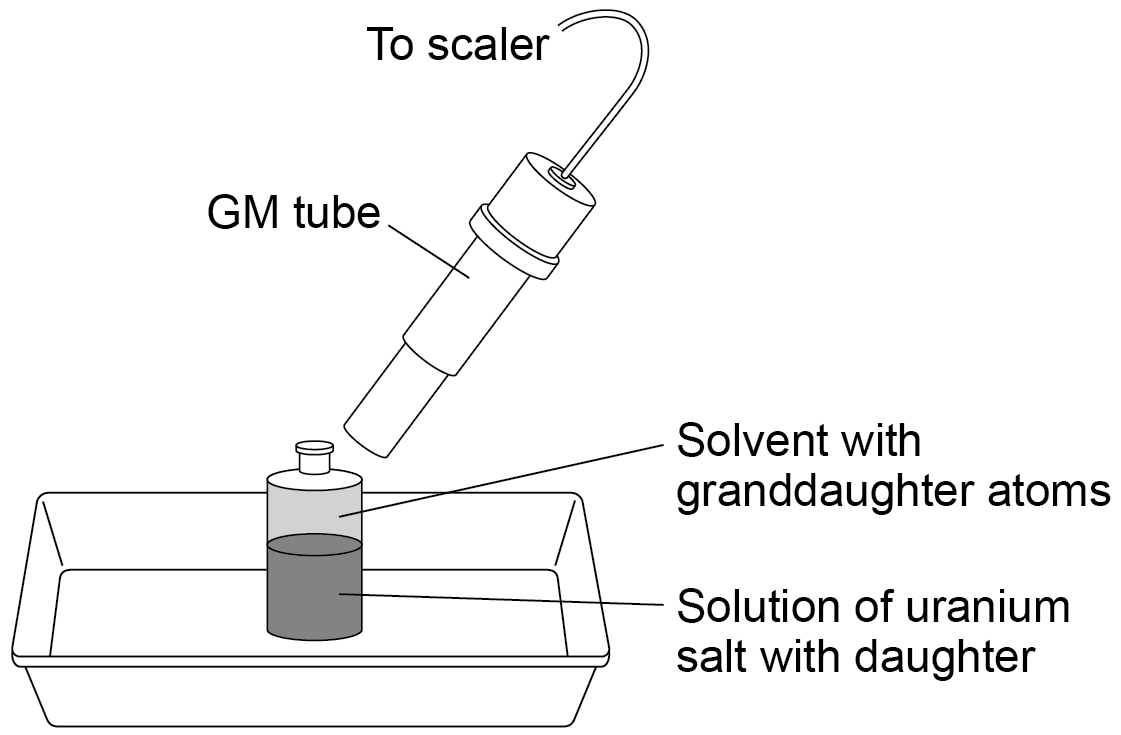 To scaler
GM tube
Solvent with
granddaughter atoms
Solution of uranium
salt with daughter